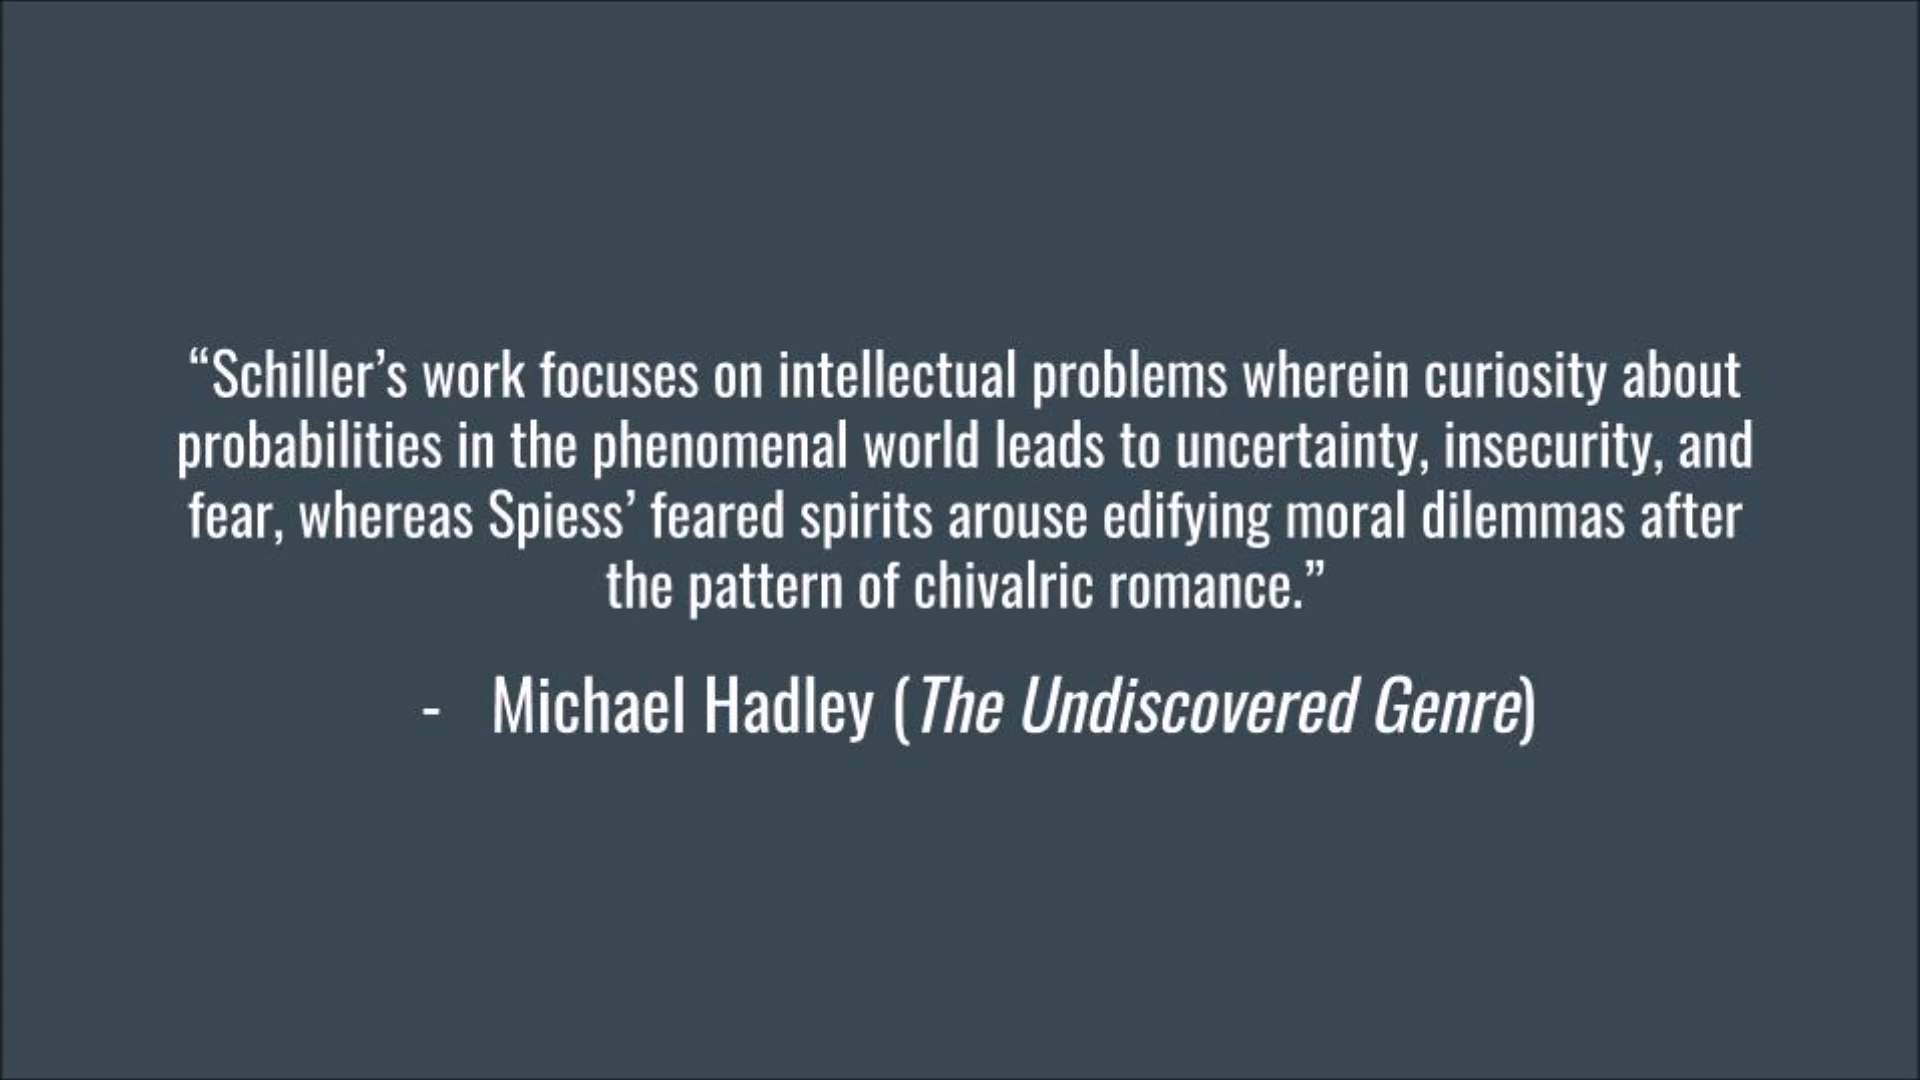 “Schiller’s work focuses on intellectual problems wherein curiosity about
probabilities in the phenomenal world leads to uncertainty, insecurity, and
fear, whereas Spiess’ feared spirits arouse edifying moral dilemmas after
the pattern of chivalric romance.”
- Michael Hadley (The Undiscovered Genre)